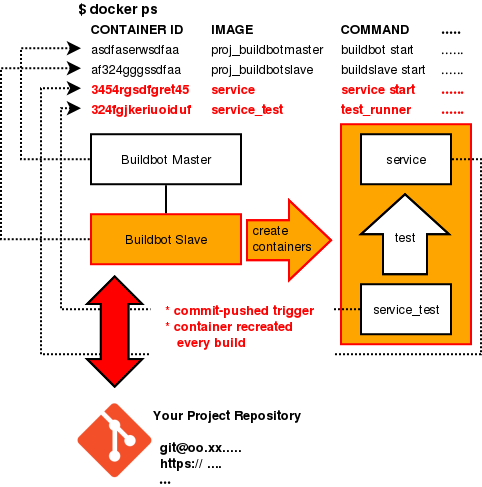 $ docker ps
CONTAINER ID IMAGE COMMAND .....
asdfaserwsdfaa proj_buildbotmaster buildbot start ......
af324gggssdfaa proj_buildbotslave buildslave start ......
3454rgsdfgret45 service service start ......
324fgjkeriuoiduf service_test test_runner ......
Buildbot Master
service
Buildbot Slave
create
containers
test
service_test
* commit-pushed trigger
* container recreated
every build
Your Project Repository
git@oo.xx.....
https:// ....
...